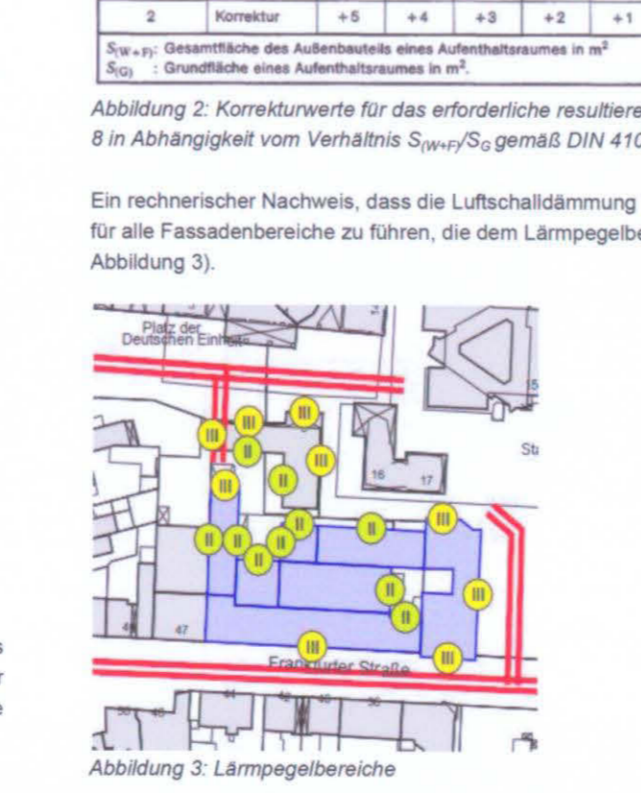 2 Korrektur +5 +4 +3 +2 +1
S(W+F): Gesamtfläche des Außenbauteils eines Aufenthaltsraumes in m²
S(G) : Grundfläche eines Aufenthaltsraumes in m².
Abbildung 2: Korrekturwerte für das erforderliche resultiere
8 in Abhängigkeit vom Verhältnis S(W+F)/SG gemäß DIN 410
Ein rechnerischer Nachweis, dass die Luftschalldämmung
für alle Fassadenbereiche zu führen, die dem Lärmpegelbe
Abbildung 3).
Platz der
Deutschen Einheit
III III III
II III
16 17
III II
III
II II II II II
II III
II
47
III
III
Frankfurter Straße
Abbildung 3: Lärmpegelbereiche